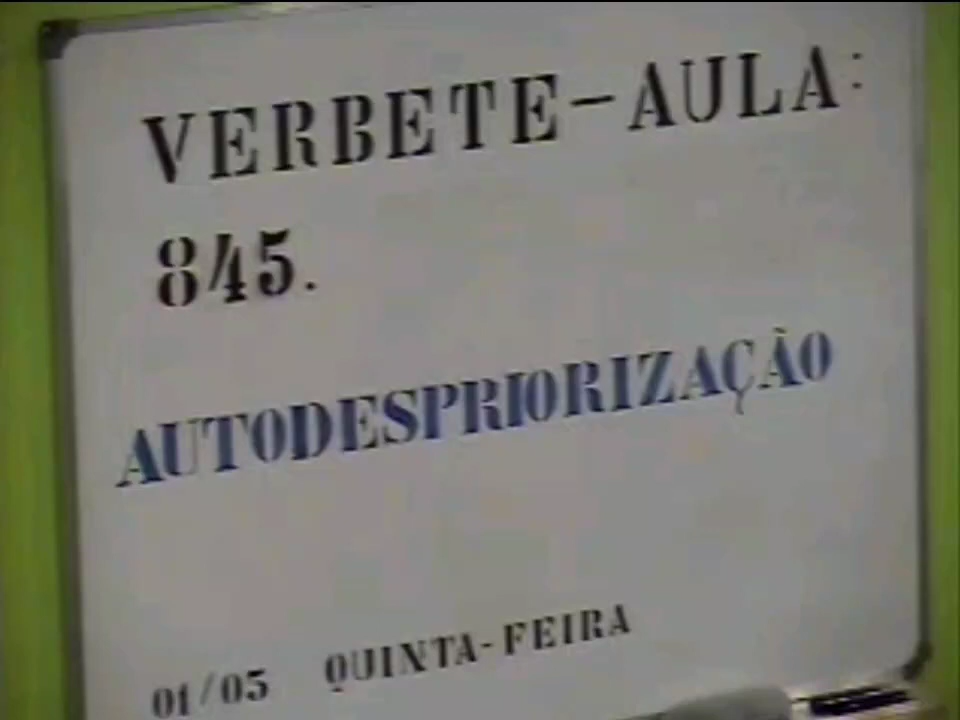 VERBETE-AULA:
845.
AUTODESPRIORIZAÇÃO
01/05 QUINTA-FEIRA